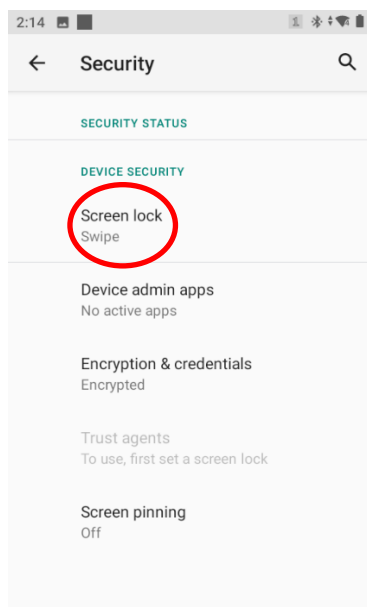 2:14
Security
SECURITY STATUS
DEVICE SECURITY
Screen lock
Swipe
Device admin apps
No active apps
Encryption & credentials
Encrypted
Trust agents
To use, first set a screen lock
Screen pinning
Off